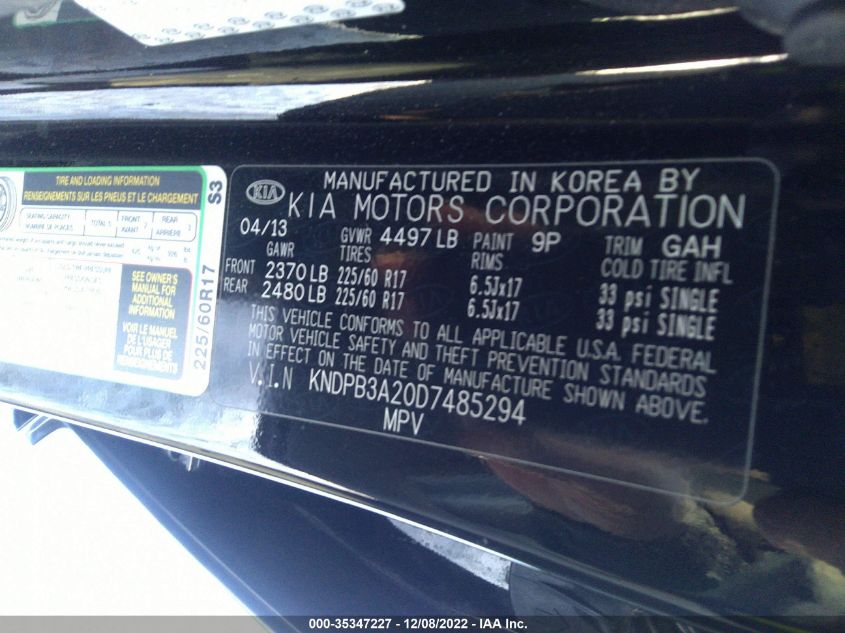 TIRE AND LOADING INFORMATION
RENSEIGNEMENTS SUR LES PNEUS ET LE CHARGEMENT
SEATING CAPACITY TOTAL FRONT REAR
S3
SEE OWNER'S
MANUAL FOR
ADDITIONAL
INFORMATION
VOIR LE MANUEL
DE L'USAGER
POUR PLUS DE
RENSEIGNEMENTS
225/60R17
KIA MANUFACTURED IN KOREA BY
KIA MOTORS CORPORATION
04/13 GVWR 4497 LB PAINT 9P TRIM GAH
GAWR TIRES RIMS COLD TIRE INFL
FRONT 2370 LB 225/60 R17 6.5Jx17 33 psi SINGLE
REAR 2480 LB 225/60 R17 6.5Jx17 33 psi SINGLE
THIS VEHICLE CONFORMS TO ALL APPLICABLE U.S.A. FEDERAL
MOTOR VEHICLE SAFETY AND THEFT PREVENTION STANDARDS
IN EFFECT ON THE DATE OF MANUFACTURE SHOWN ABOVE.
V.I.N KNDPB3A20D7485294
MPV
000-35347227 - 12/08/2022 - IAA Inc.